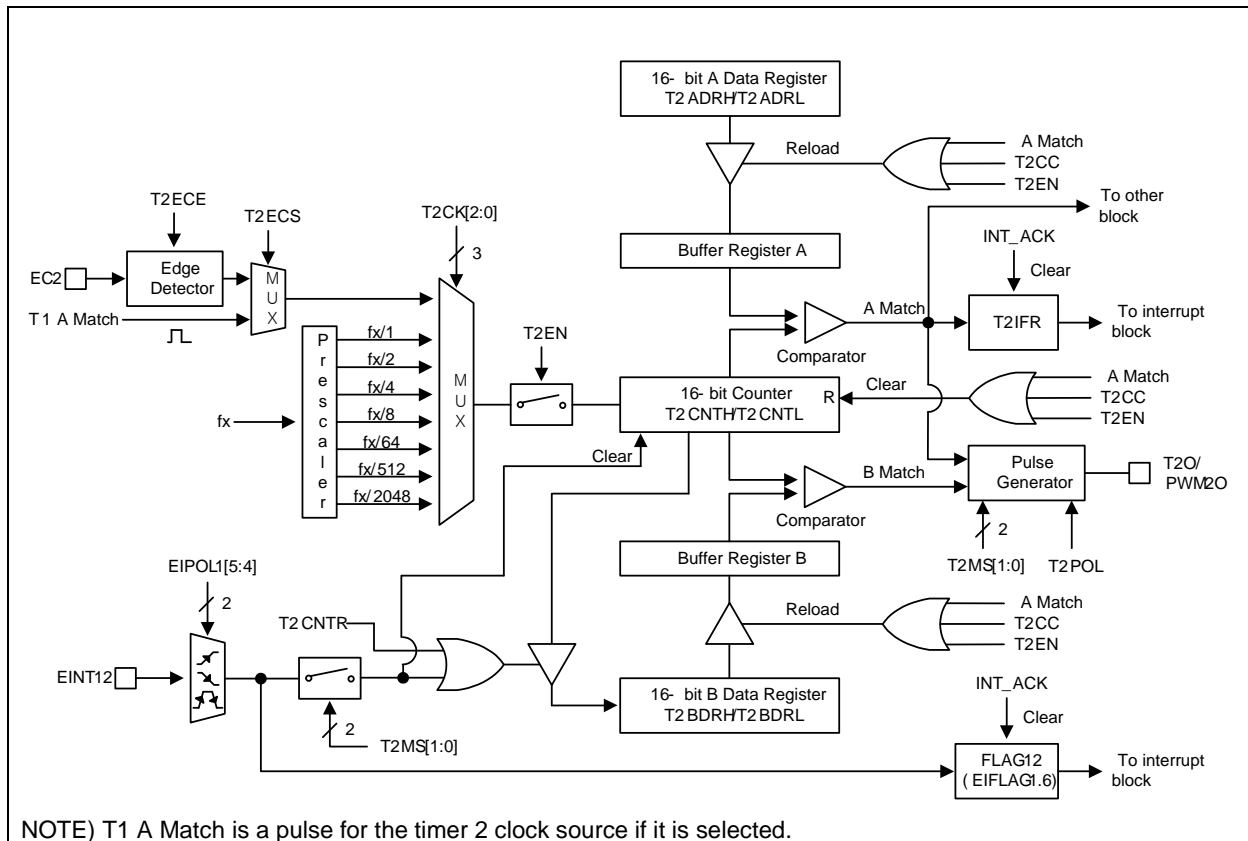 16- bit A Data Register
T2 ADRH/T2 ADRL
Reload
A Match
T2CC
T2EN
To other
block
T2ECE
T2ECS
T2CK[2:0]
3
Buffer Register A
INT_ACK
Clear
EC2
Edge
Detector
MUX
T1 A Match
A Match
T2IFR
To interrupt
block
Comparator
Prescaler
fx/1
fx/2
fx/4
fx/8
fx/64
fx/512
fx/2048
fx
MUX
T2EN
16- bit Counter
T2 CNTH/T2 CNTL
R
Clear
A Match
T2CC
T2EN
Clear
B Match
Comparator
Pulse
Generator
T2O/
PWM2O
2
T2MS[1:0]
T2POL
Buffer Register B
EIPOL1[5:4]
2
Reload
A Match
T2CC
T2EN
T2 CNTR
EINT12
2
T2MS[1:0]
16- bit B Data Register
T2 BDRH/T2 BDRL
INT_ACK
Clear
FLAG12
( EIFLAG1.6)
To interrupt
block
NOTE) T1 A Match is a pulse for the timer 2 clock source if it is selected.